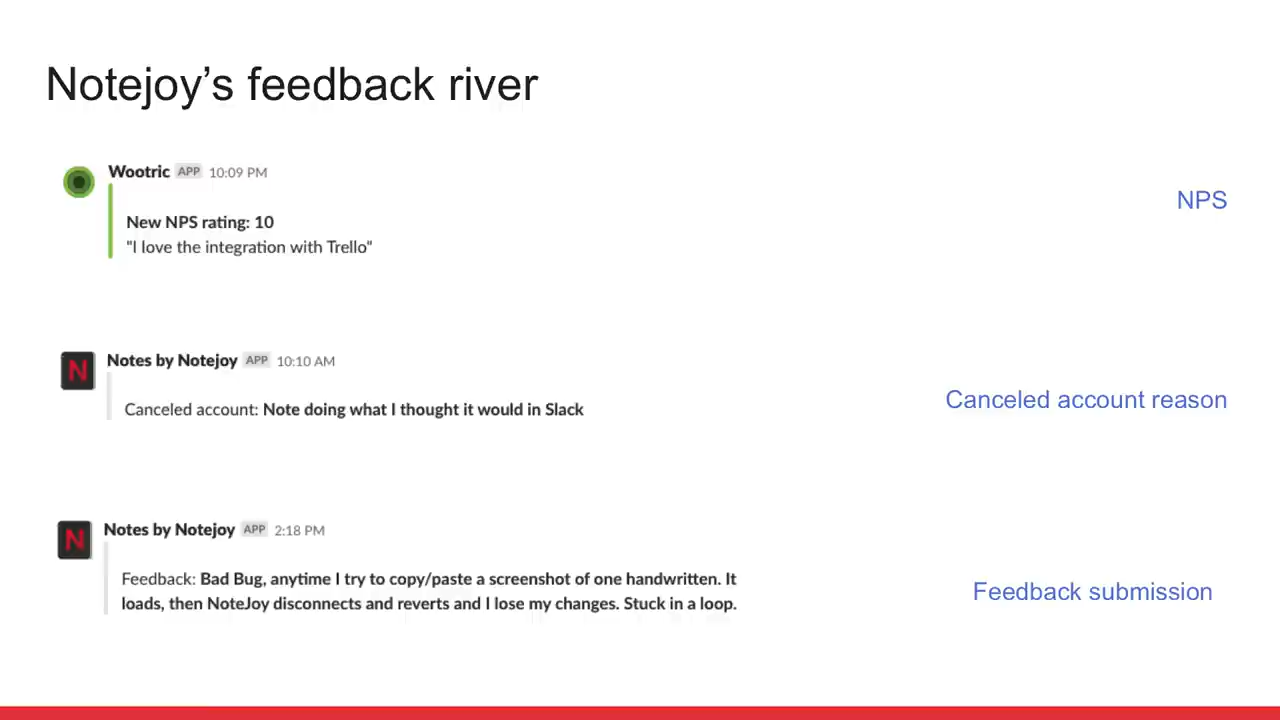 Notejoy’s feedback river
Wootric APP 10:09 PM
New NPS rating: 10
"I love the integration with Trello"
NPS
N
Notes by Notejoy APP 10:10 AM
Canceled account: Note doing what I thought it would in Slack
Canceled account reason
N
Notes by Notejoy APP 2:18 PM
Feedback: Bad Bug, anytime I try to copy/paste a screenshot of one handwritten. It
loads, then NoteJoy disconnects and reverts and I lose my changes. Stuck in a loop.
Feedback submission